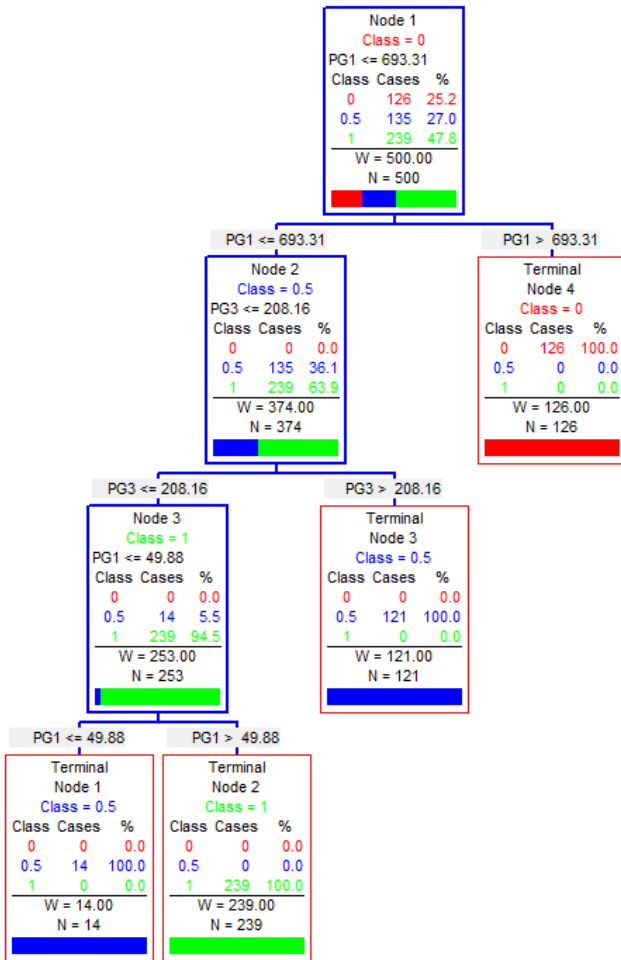 Node 1
Class = 0
PG1 <= 693.31
Class Cases %
0 126 25.2
0.5 135 27.0
1 239 47.8
W = 500.00
N = 500
PG1 <= 693.31
PG1 > 693.31
Node 2
Class = 0.5
PG3 <= 208.16
Class Cases %
0 0 0.0
0.5 135 36.1
1 239 63.9
W = 374.00
N = 374
Terminal
Node 4
Class = 0
Class Cases %
0 126 100.0
0.5 0 0.0
1 0 0.0
W = 126.00
N = 126
PG3 <= 208.16
PG3 > 208.16
Node 3
Class = 1
PG1 <= 49.88
Class Cases %
0 0 0.0
0.5 14 5.5
1 239 94.5
W = 253.00
N = 253
Terminal
Node 3
Class = 0.5
Class Cases %
0 0 0.0
0.5 121 100.0
1 0 0.0
W = 121.00
N = 121
PG1 <= 49.88
PG1 > 49.88
Terminal
Node 1
Class = 0.5
Class Cases %
0 0 0.0
0.5 14 100.0
1 0 0.0
W = 14.00
N = 14
Terminal
Node 2
Class = 1
Class Cases %
0 0 0.0
0.5 0 0.0
1 239 100.0
W = 239.00
N = 239